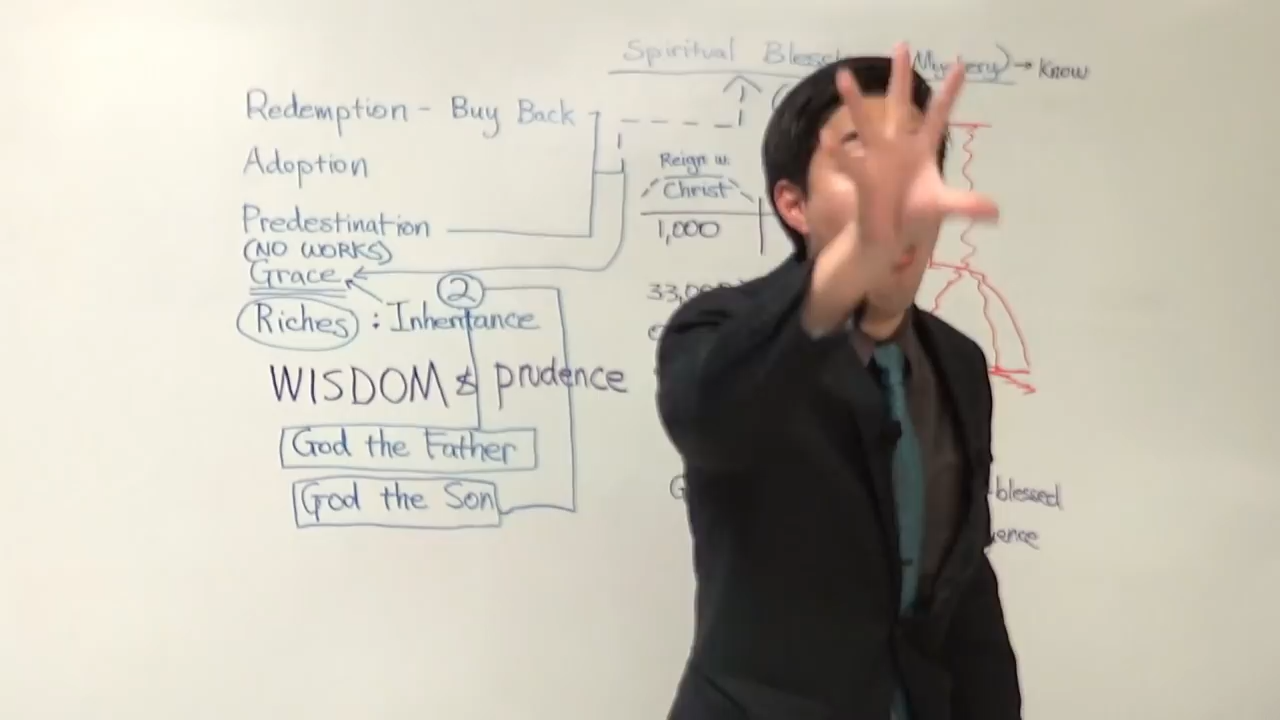 Spiritual Mystery) → Know
Redemption - Buy Back
Adoption
Predestination
(NO WORKS)
Grace
Riches : Inheritance
2
WISDOM & prudence
God the Father
God the Son
Reign w.
Christ
1,000
blessed